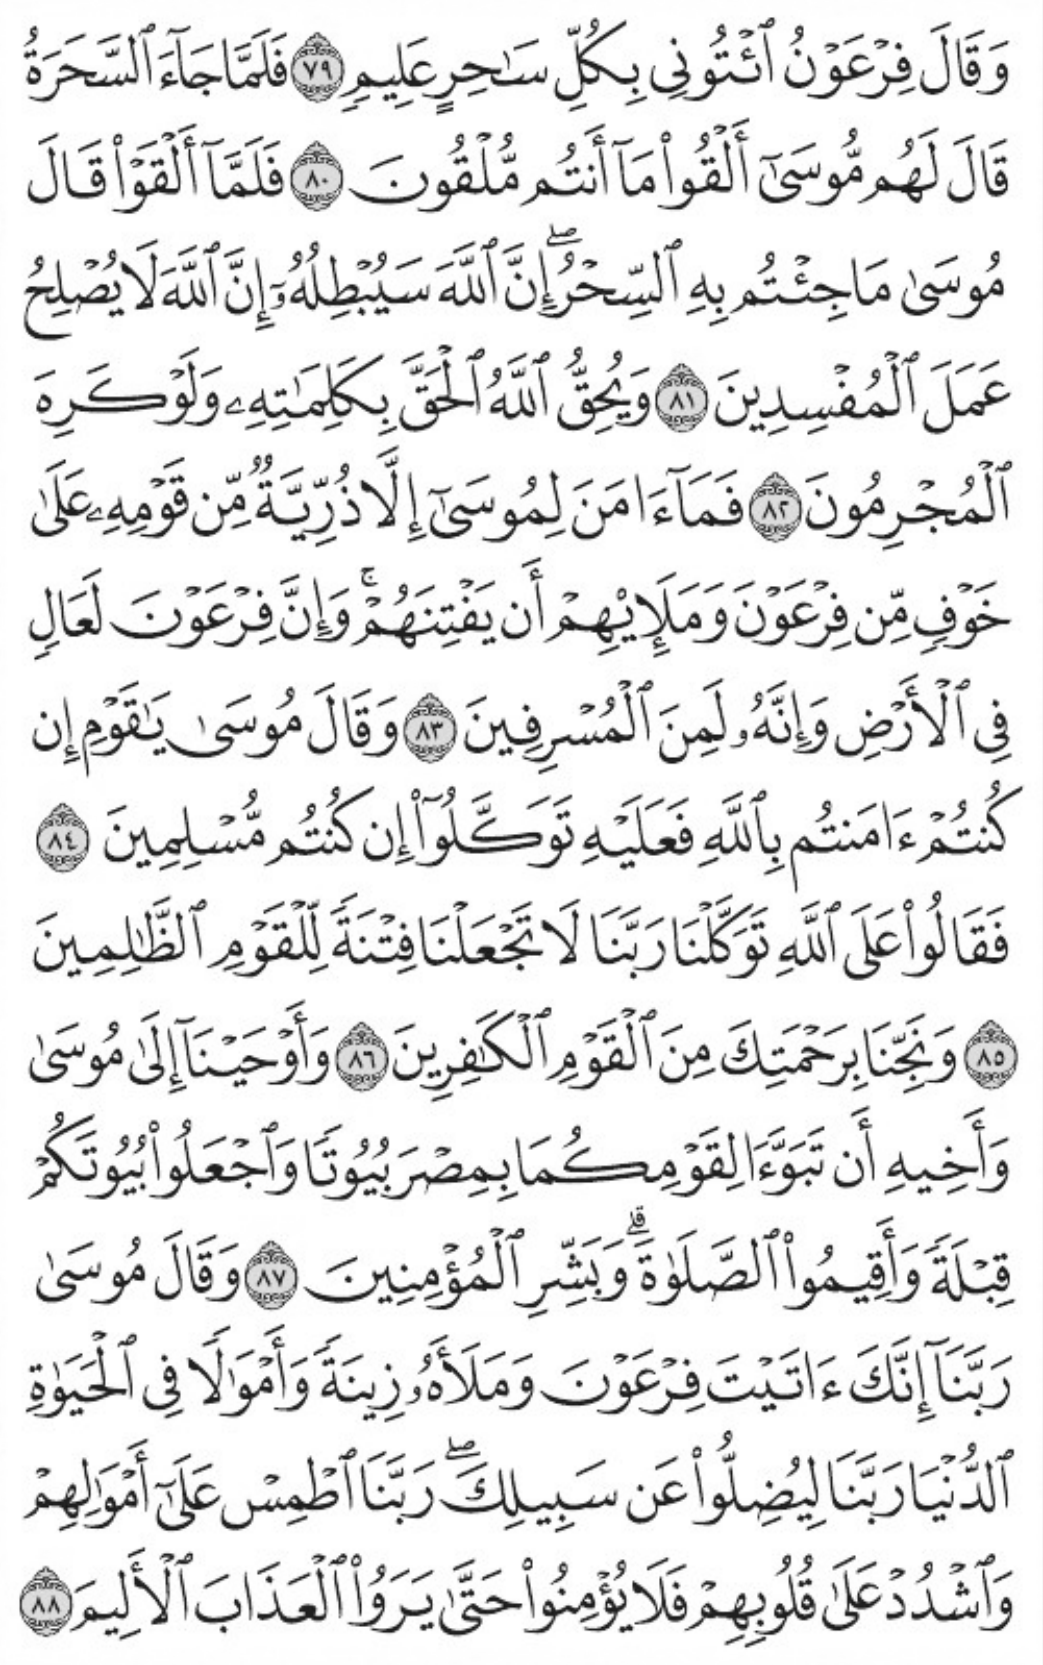 وَقَالَ فِرْعَوْنُ ٱئْتُونِى بِكُلِّ سَٰحِرٍ عَلِيمٍ ٧٩ فَلَمَّا جَآءَ ٱلسَّحَرَةُ
قَالَ لَهُم مُّوسَىٰٓ أَلْقُوا۟ مَآ أَنتُم مُّلْقُونَ ٨٠ فَلَمَّآ أَلْقَوْا۟ قَالَ
مُوسَىٰ مَا جِئْتُم بِهِ ٱلسِّحْرُ ۖ إِنَّ ٱللَّهَ سَيُبْطِلُهُۥٓ إِنَّ ٱللَّهَ لَا يُصْلِحُ
عَمَلَ ٱلْمُفْسِدِينَ ٨١ وَيُحِقُّ ٱللَّهُ ٱلْحَقَّ بِكَلِمَٰتِهِۦ وَلَوْ كَرِهَ
ٱلْمُجْرِمُونَ ٨٢ فَمَآ ءَامَنَ لِمُوسَىٰٓ إِلَّا ذُرِّيَّةٌ مِّن قَوْمِهِۦ عَلَىٰ
خَوْفٍ مِّن فِرْعَوْنَ وَمَلَإِي۟هِمْ أَن يَفْتِنَهُمْ ۚ وَإِنَّ فِرْعَوْنَ لَعَالٍ
فِى ٱلْأَرْضِ وَإِنَّهُۥ لَمِنَ ٱلْمُسْرِفِينَ ٨٣ وَقَالَ مُوسَىٰ يَٰقَوْمِ إِن
كُنتُمْ ءَامَنتُم بِٱللَّهِ فَعَلَيْهِ تَوَكَّلُوٓا۟ إِن كُنتُم مُّسْلِمِينَ ٨٤
فَقَالُوا۟ عَلَى ٱللَّهِ تَوَكَّلْنَا رَبَّنَا لَا تَجْعَلْنَا فِتْنَةً لِّلْقَوْمِ ٱلظَّٰلِمِينَ
٨٥ وَنَجِّنَا بِرَحْمَتِكَ مِنَ ٱلْقَوْمِ ٱلْكَٰفِرِينَ ٨٦ وَأَوْحَيْنَآ إِلَىٰ مُوسَىٰ
وَأَخِيهِ أَن تَبَوَّءَا لِقَوْمِكُمَا بِمِصْرَ بُيُوتًا وَٱجْعَلُوا۟ بُيُوتَكُمْ
قِبْلَةً وَأَقِيمُوا۟ ٱلصَّلَوٰةَ ۗ وَبَشِّرِ ٱلْمُؤْمِنِينَ ٨٧ وَقَالَ مُوسَىٰ
رَبَّنَآ إِنَّكَ ءَاتَيْتَ فِرْعَوْنَ وَمَلَأَهُۥ زِينَةً وَأَمْوَٰلًا فِى ٱلْحَيَوٰةِ
ٱلدُّنْيَا رَبَّنَا لِيُضِلُّوا۟ عَن سَبِيلِكَ ۖ رَبَّنَا ٱطْمِسْ عَلَىٰٓ أَمْوَٰلِهِمْ
وَٱشْدُدْ عَلَىٰ قُلُوبِهِمْ فَلَا يُؤْمِنُوا۟ حَتَّىٰ يَرَوُا۟ ٱلْعَذَابَ ٱلْأَلِيمَ ٨٨